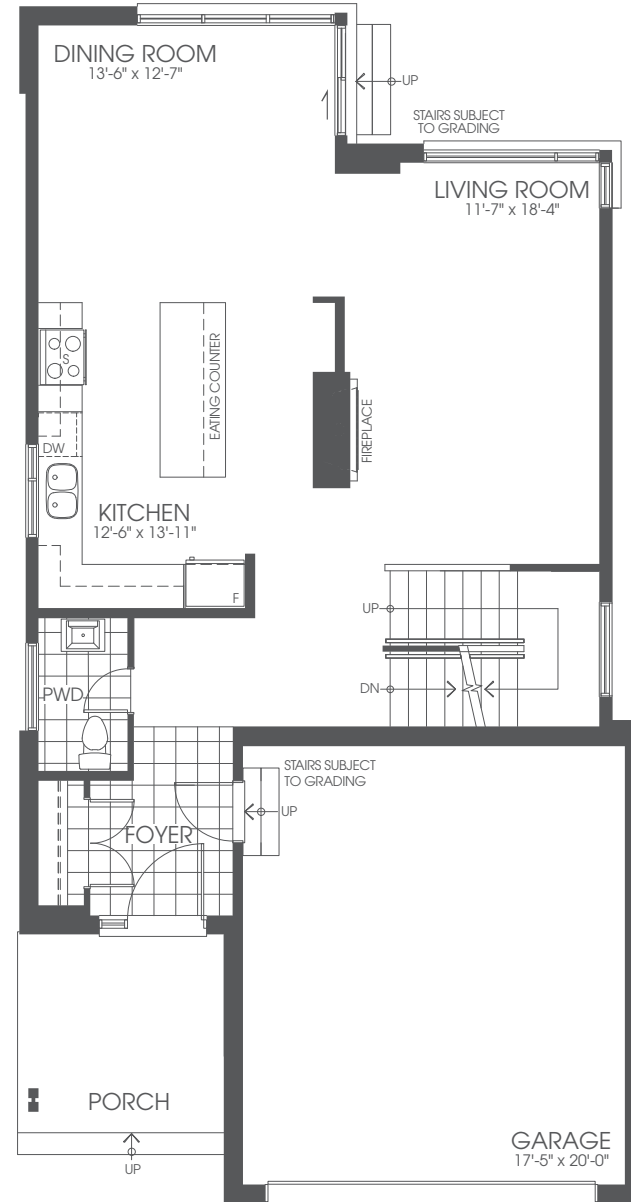 DINING ROOM
13'-6" x 12'-7"
UP
STAIRS SUBJECT
TO GRADING
LIVING ROOM
11'-7" x 18'-4"
S
EATING COUNTER
FIREPLACE
DW
KITCHEN
12'-6" x 13'-11"
F
UP
PWD
DN
STAIRS SUBJECT
TO GRADING
UP
FOYER
PORCH
UP
GARAGE
17'-5" x 20'-0"